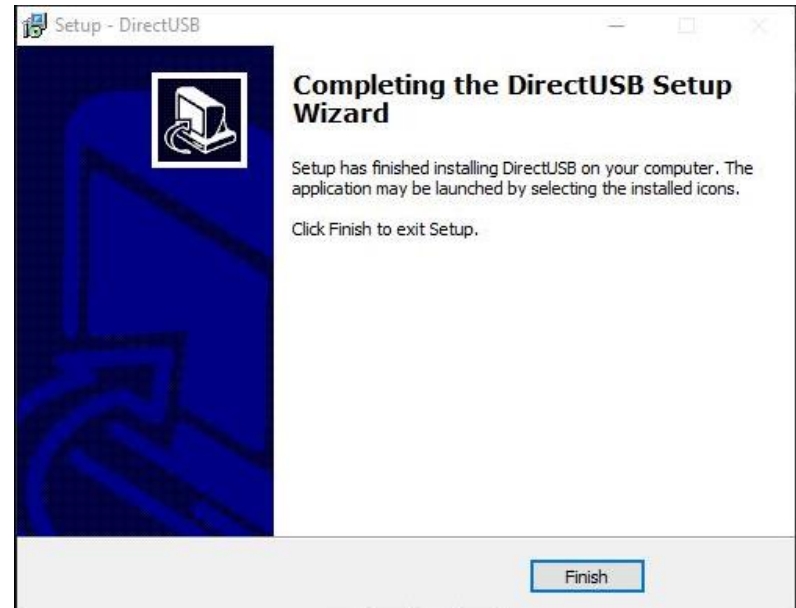 Setup - DirectUSB
Completing the DirectUSB Setup
Wizard
Setup has finished installing DirectUSB on your computer. The
application may be launched by selecting the installed icons.
Click Finish to exit Setup.
Finish